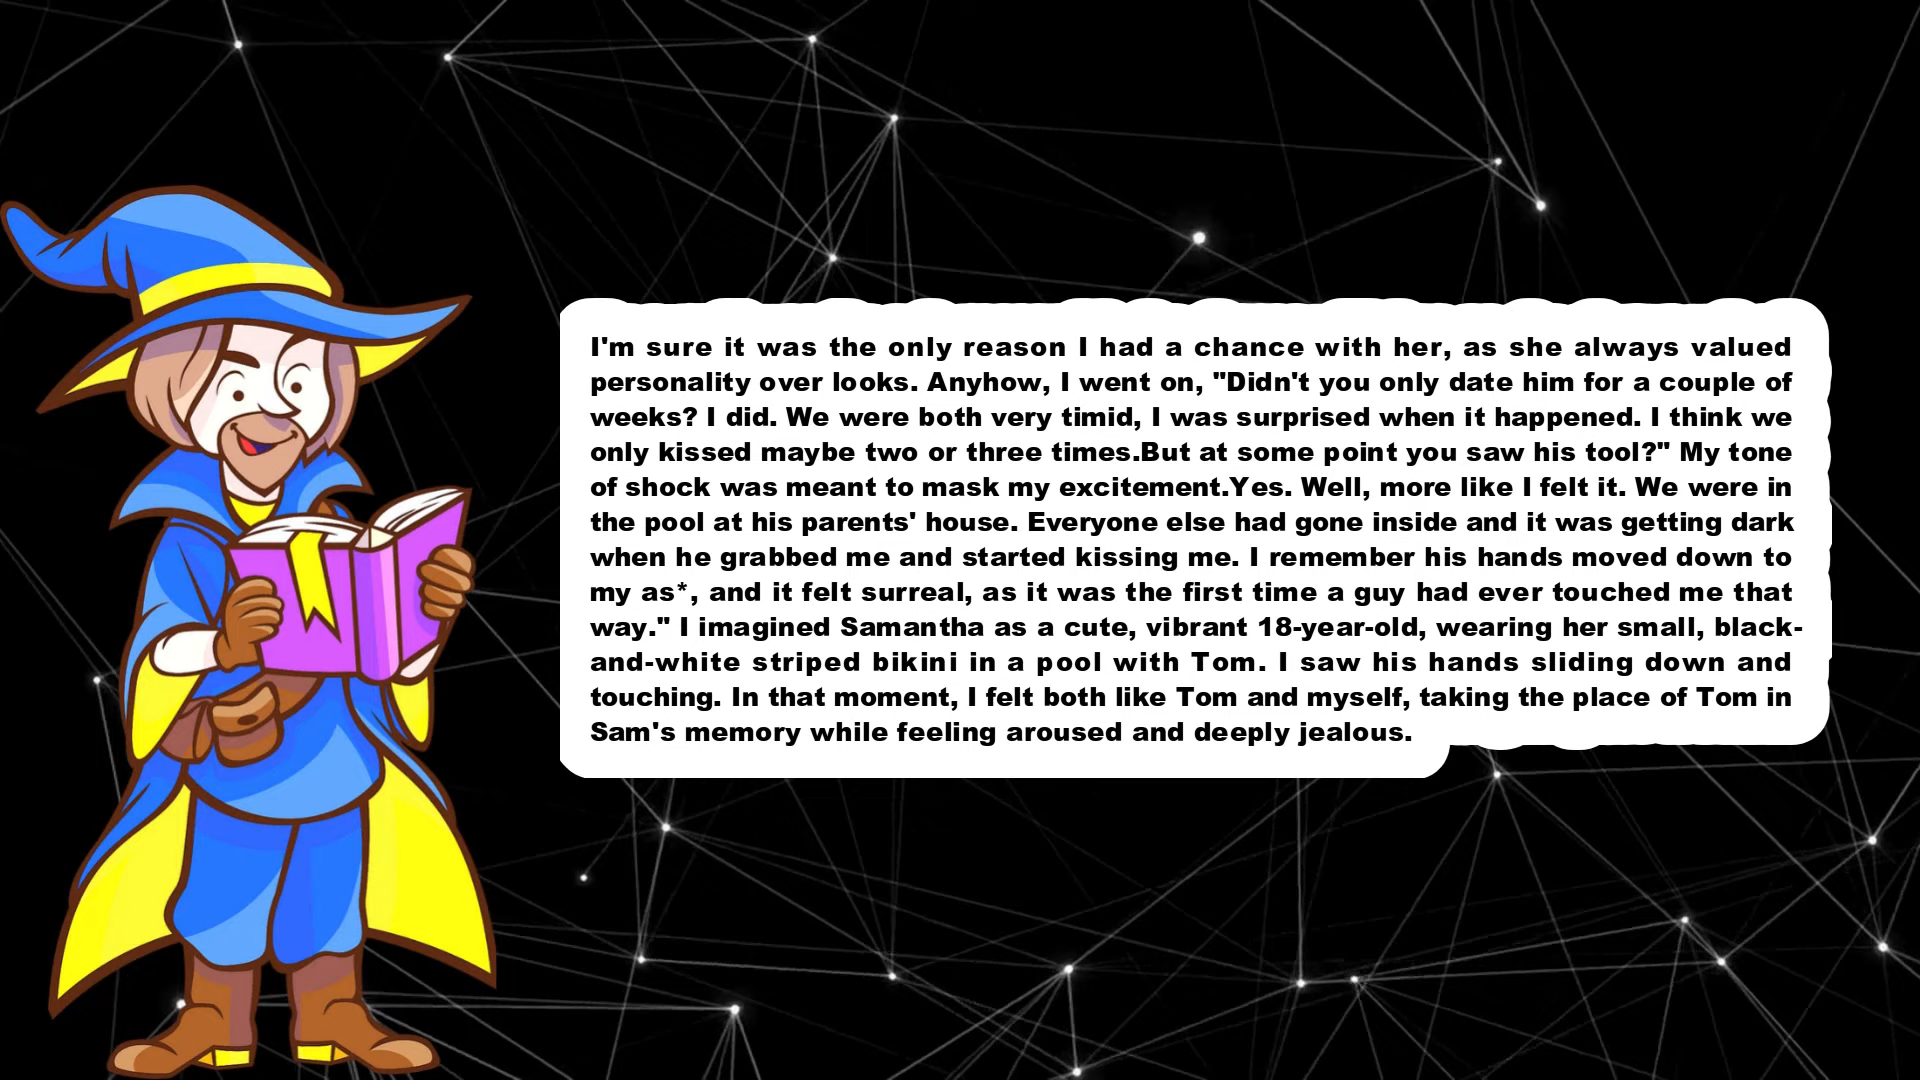 I'm sure it was the only reason I had a chance with her, as she always valued
personality over looks. Anyhow, I went on, "Didn't you only date him for a couple of
weeks? I did. We were both very timid, I was surprised when it happened. I think we
only kissed maybe two or three times.But at some point you saw his tool?" My tone
of shock was meant to mask my excitement.Yes. Well, more like I felt it. We were in
the pool at his parents' house. Everyone else had gone inside and it was getting dark
when he grabbed me and started kissing me. I remember his hands moved down to
my as*, and it felt surreal, as it was the first time a guy had ever touched me that
way." I imagined Samantha as a cute, vibrant 18-year-old, wearing her small, black-
and-white striped bikini in a pool with Tom. I saw his hands sliding down and
touching. In that moment, I felt both like Tom and myself, taking the place of Tom in
Sam's memory while feeling aroused and deeply jealous.